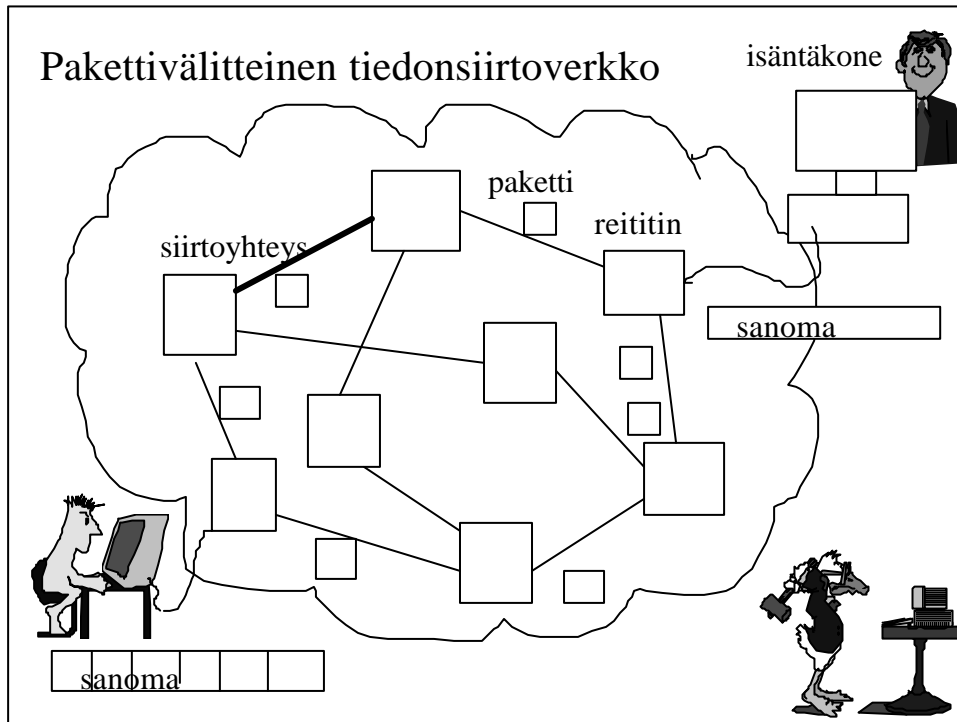 Pakettivälitteinen tiedonsiirtoverkko
isäntäkone
paketti
reititin
siirtoyhteys
sanoma
sanoma